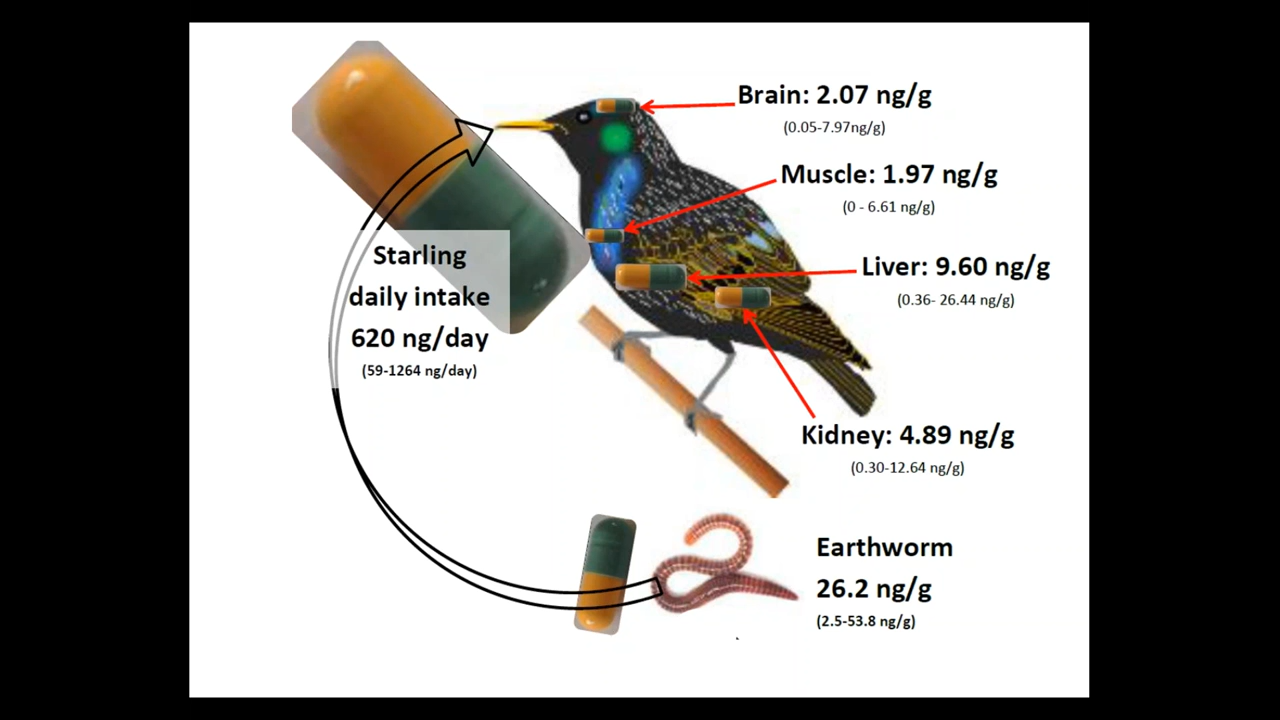 Brain: 2.07 ng/g
(0.05-7.97ng/g)
Muscle: 1.97 ng/g
(0 - 6.61 ng/g)
Starling
daily intake
620 ng/day
(59-1264 ng/day)
Liver: 9.60 ng/g
(0.36- 26.44 ng/g)
Kidney: 4.89 ng/g
(0.30-12.64 ng/g)
Earthworm
26.2 ng/g
(2.5-53.8 ng/g)